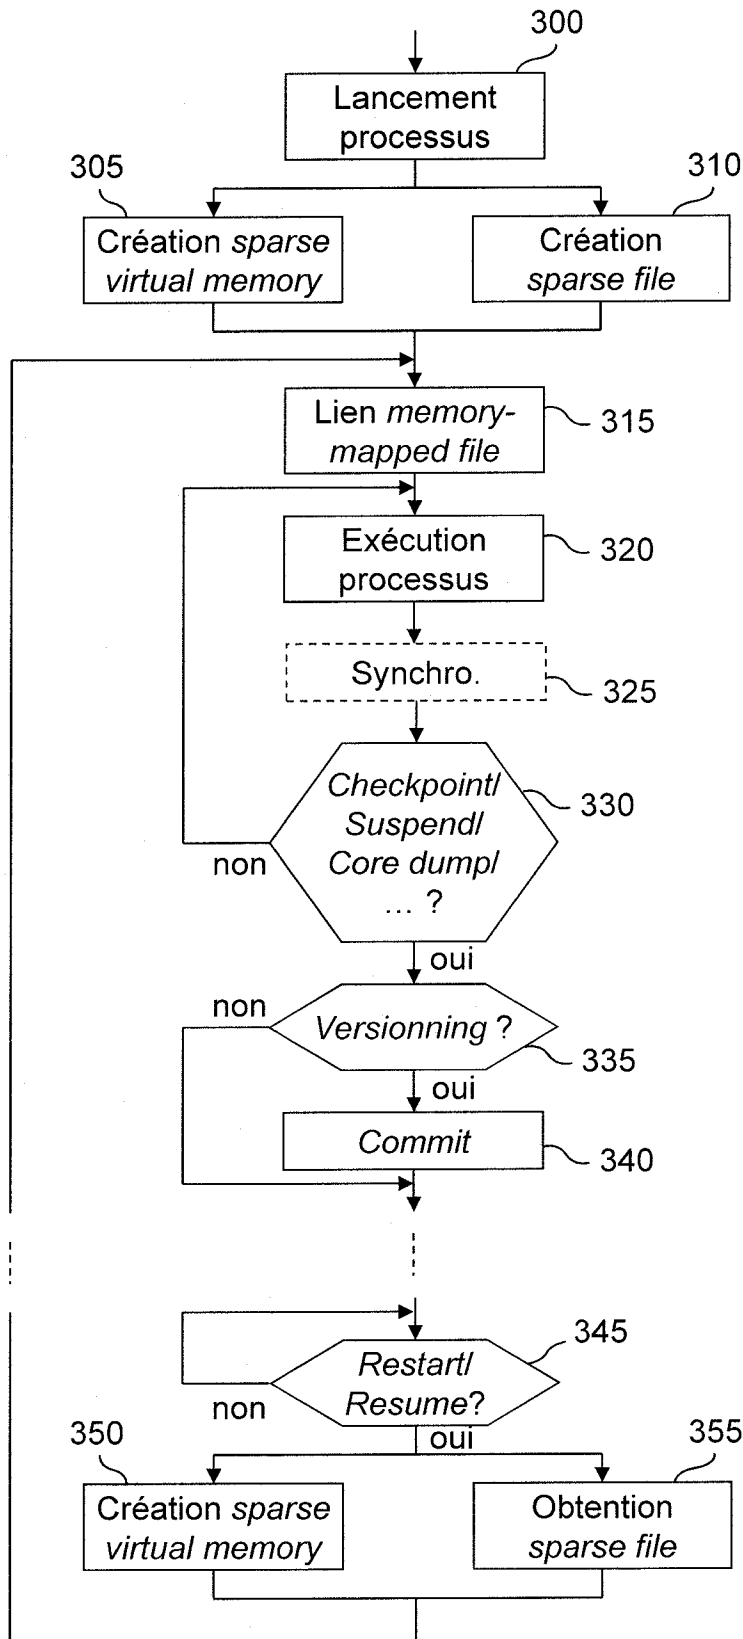 300
Lancement
processus
305
310
Création sparse
virtual memory
Création
sparse file
Lien memory-
mapped file
315
Exécution
processus
320
Synchro.
325
Checkpoint/
Suspend/
Core dump/
... ?
330
non
oui
non
Versionning ?
335
oui
Commit
340
345
Restart/
Resume?
non
oui
350
355
Création sparse
virtual memory
Obtention
sparse file